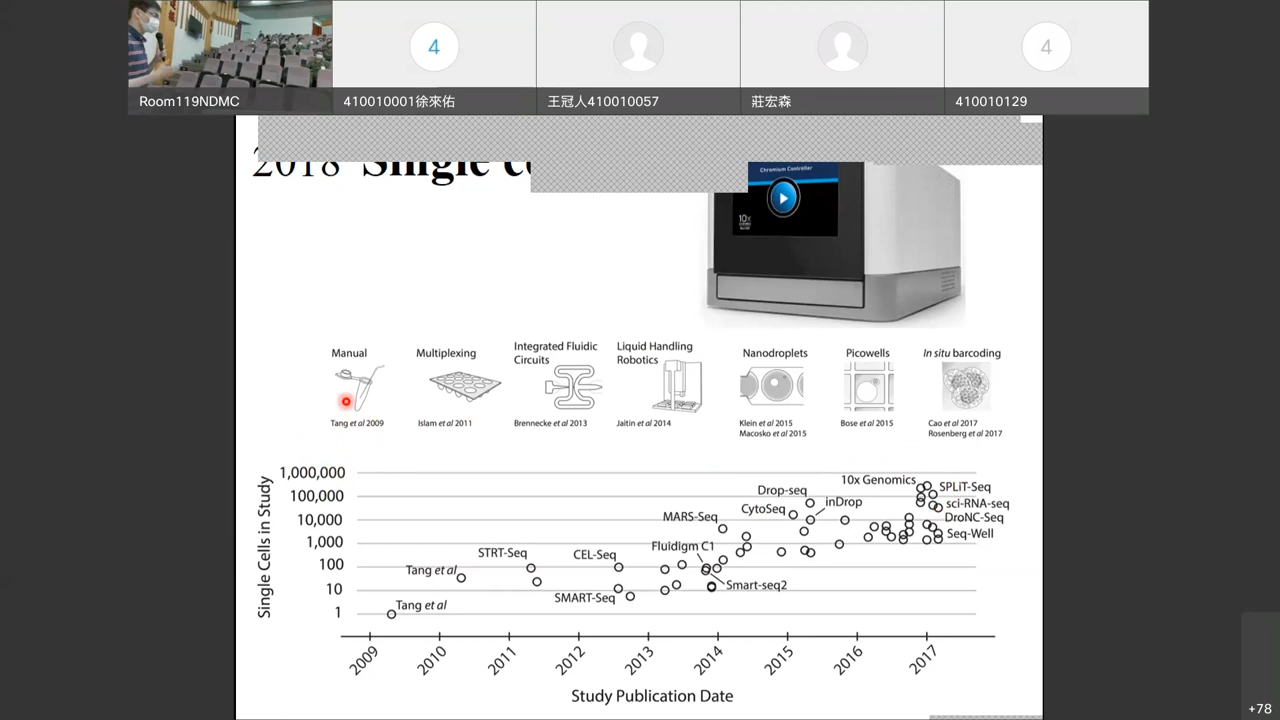 4
4
Room119NDMC
410010001徐來佑
王冠人410010057
莊宏森
410010129
2018 Single
Chromium Controller
10x
Manual
Multiplexing
Integrated Fluidic
Circuits
Liquid Handling
Robotics
Nanodroplets
Picowells
In situ barcoding
Tang et al 2009
Islam et al 2011
Brennecke et al 2013
Jaitin et al 2014
Klein et al 2015
Macosko et al 2015
Bose et al 2015
Cao et al 2017
Rosenberg et al 2017
Single Cells in Study
1,000,000
100,000
10,000
1,000
100
10
1
Tang et al
Tang et al
STRT-Seq
CEL-Seq
SMART-Seq
MARS-Seq
Fluidigm C1
Smart-seq2
Drop-seq
CytoSeq
inDrop
10x Genomics
SPLiT-Seq
sci-RNA-seq
DroNC-Seq
Seq-Well
2009
2010
2011
2012
2013
2014
2015
2016
2017
Study Publication Date
+78